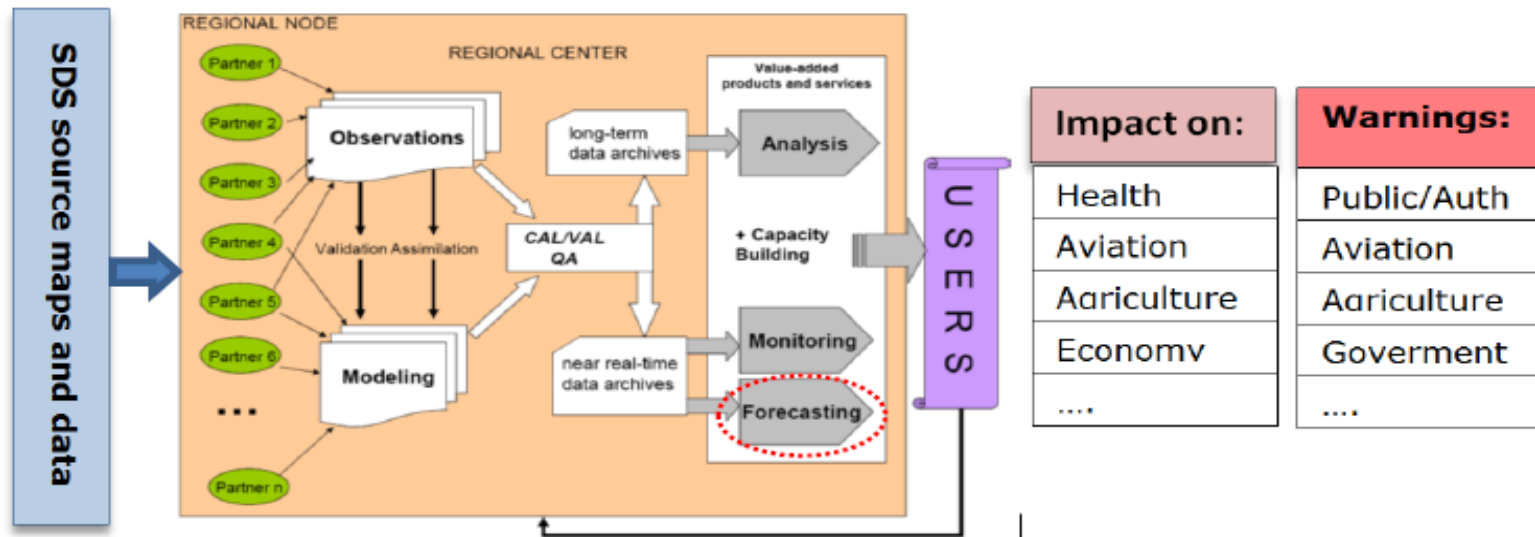 SDS source maps and data
REGIONAL NODE
REGIONAL CENTER
Partner 1
Partner 2
Partner 3
Partner 4
Partner 5
Partner 6
...
Partner n
Observations
Validation Assimilation
Modeling
CAL/VAL
QA
long-term
data archives
near real-time
data archives
Value-added
products and services
Analysis
+ Capacity
Building
Monitoring
Forecasting
USERS
Impact on:
Health
Aviation
Agriculture
Economy
....
Warnings:
Public/Auth
Aviation
Agriculture
Goverment
....